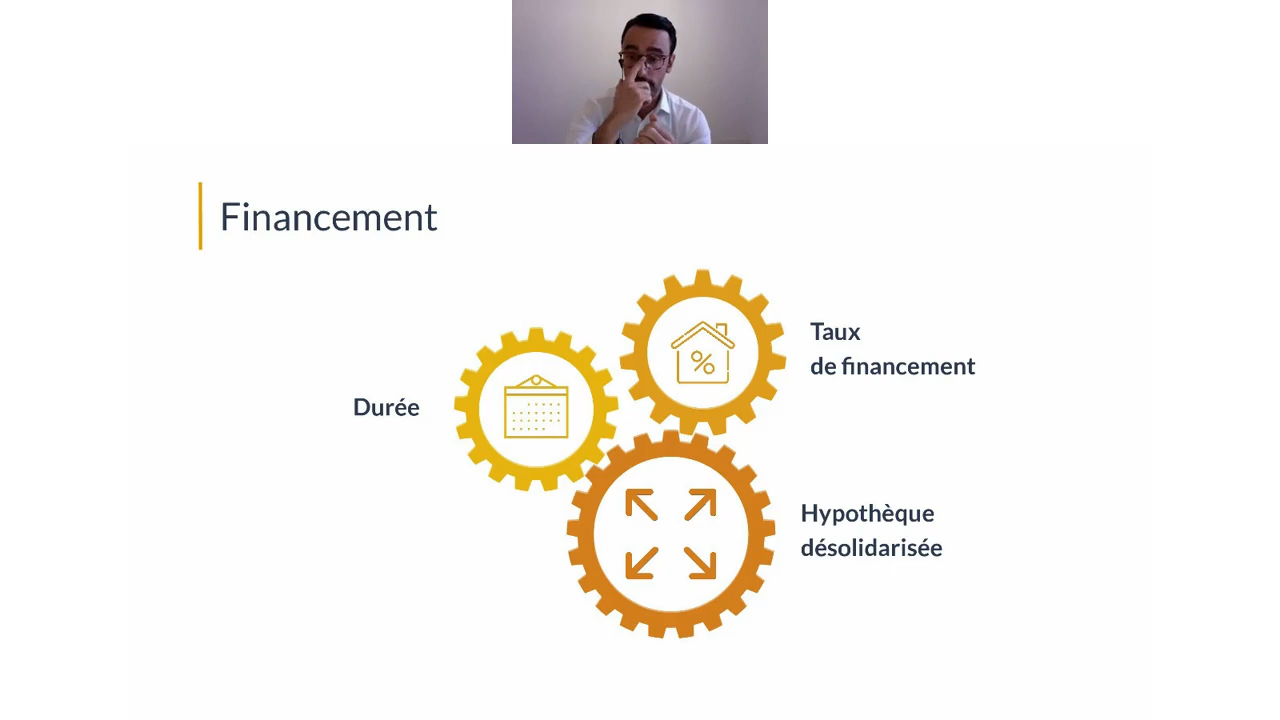 Financement
Taux
de financement
Durée
Hypothèque
désolidarisée